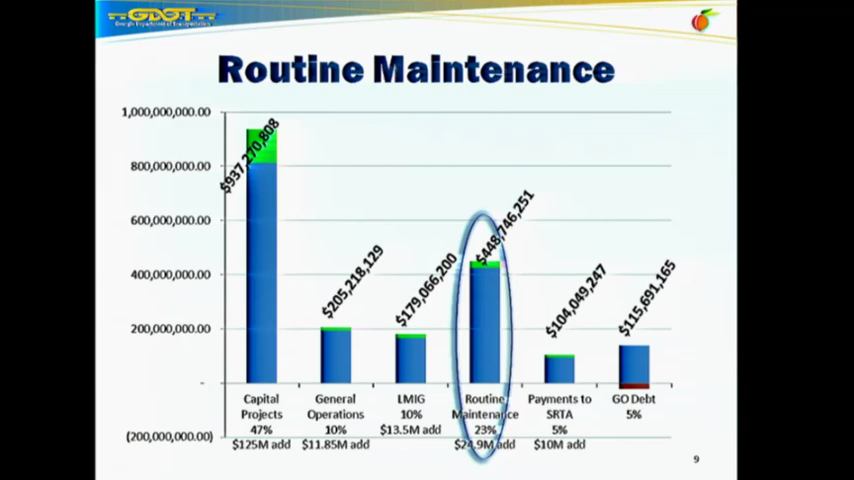 GDOT
Georgia Department of Transportation
Routine Maintenance
1,000,000,000.00
800,000,000.00
600,000,000.00
400,000,000.00
200,000,000.00
-
(200,000,000.00)
$937,270,808
$205,218,129
$179,066,200
$448,746,251
$104,049,247
$115,691,165
Capital
Projects
47%
$125M add
General
Operations
10%
$11.85M add
LMIG
10%
$13.5M add
Routine
Maintenance
23%
$24.9M add
Payments to
SRTA
5%
$10M add
GO Debt
5%
9